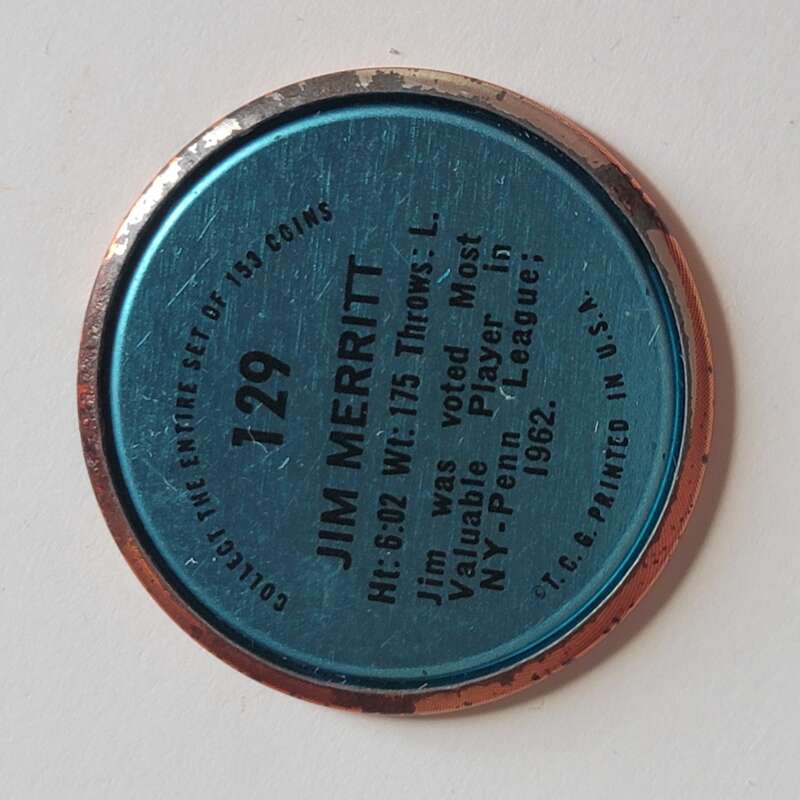 COLLECT THE ENTIRE SET OF 153 COINS
129
JIM MERRITT
Ht: 6:02 Wt: 175 Throws: L.
Jim was voted Most
Valuable Player in
NY-Penn League;
1962.
©T. C. G. PRINTED IN U.S.A.